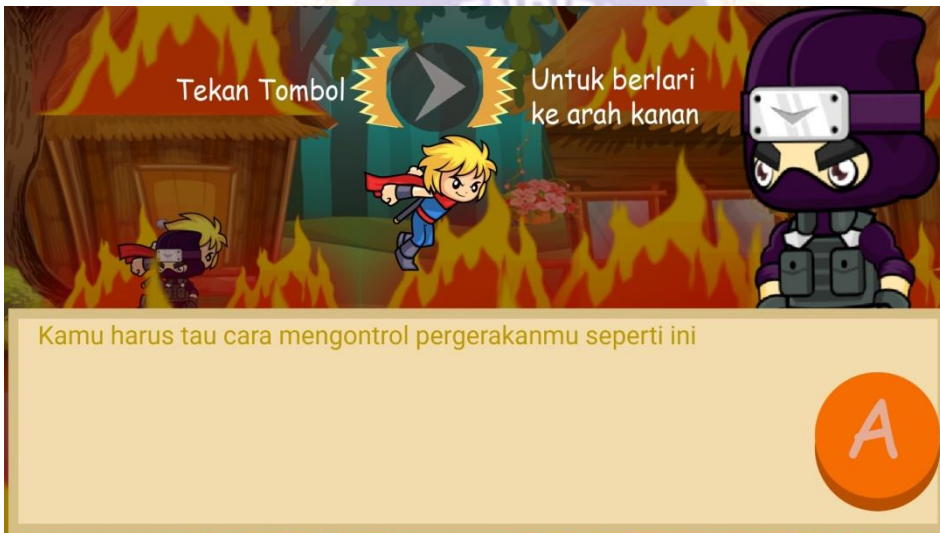 Tekan Tombol
Untuk berlari
ke arah kanan
Kamu harus tau cara mengontrol pergerakanmu seperti ini
A